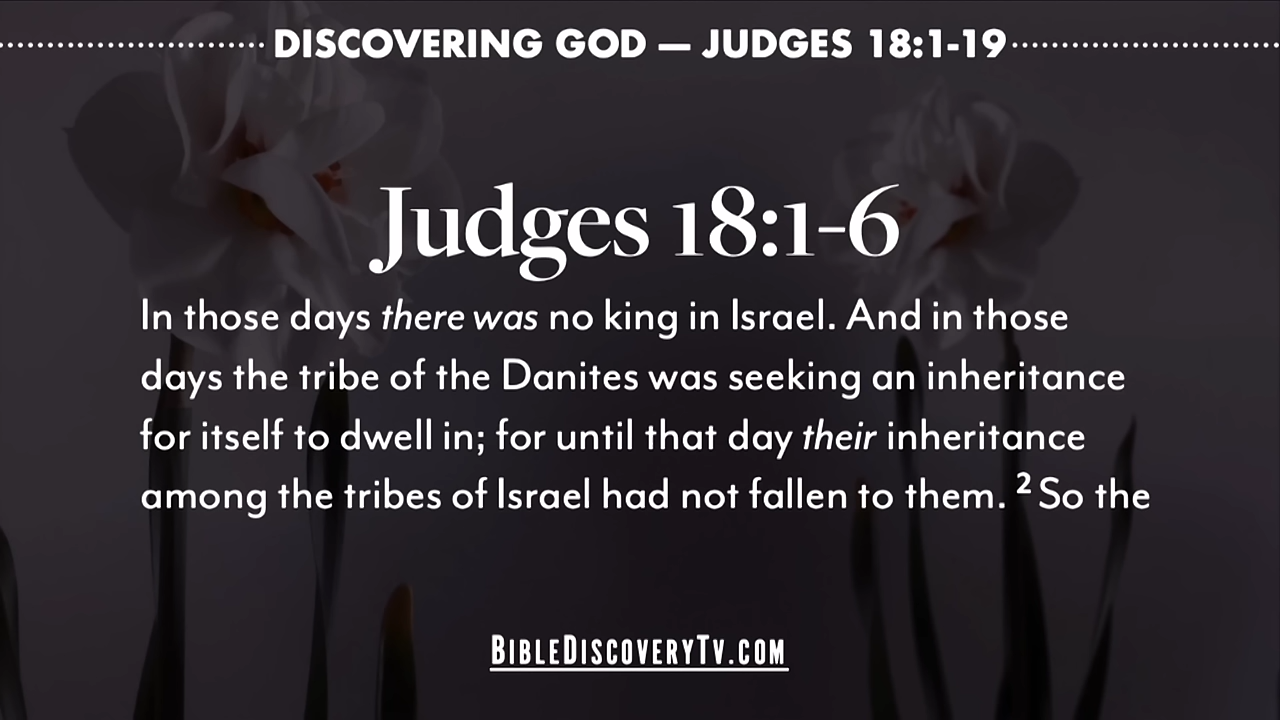 DISCOVERING GOD — JUDGES 18:1-19
Judges 18:1-6
In those days there was no king in Israel. And in those
days the tribe of the Danites was seeking an inheritance
for itself to dwell in; for until that day their inheritance
among the tribes of Israel had not fallen to them. ² So the
BIBLEDISCOVERYTV.COM